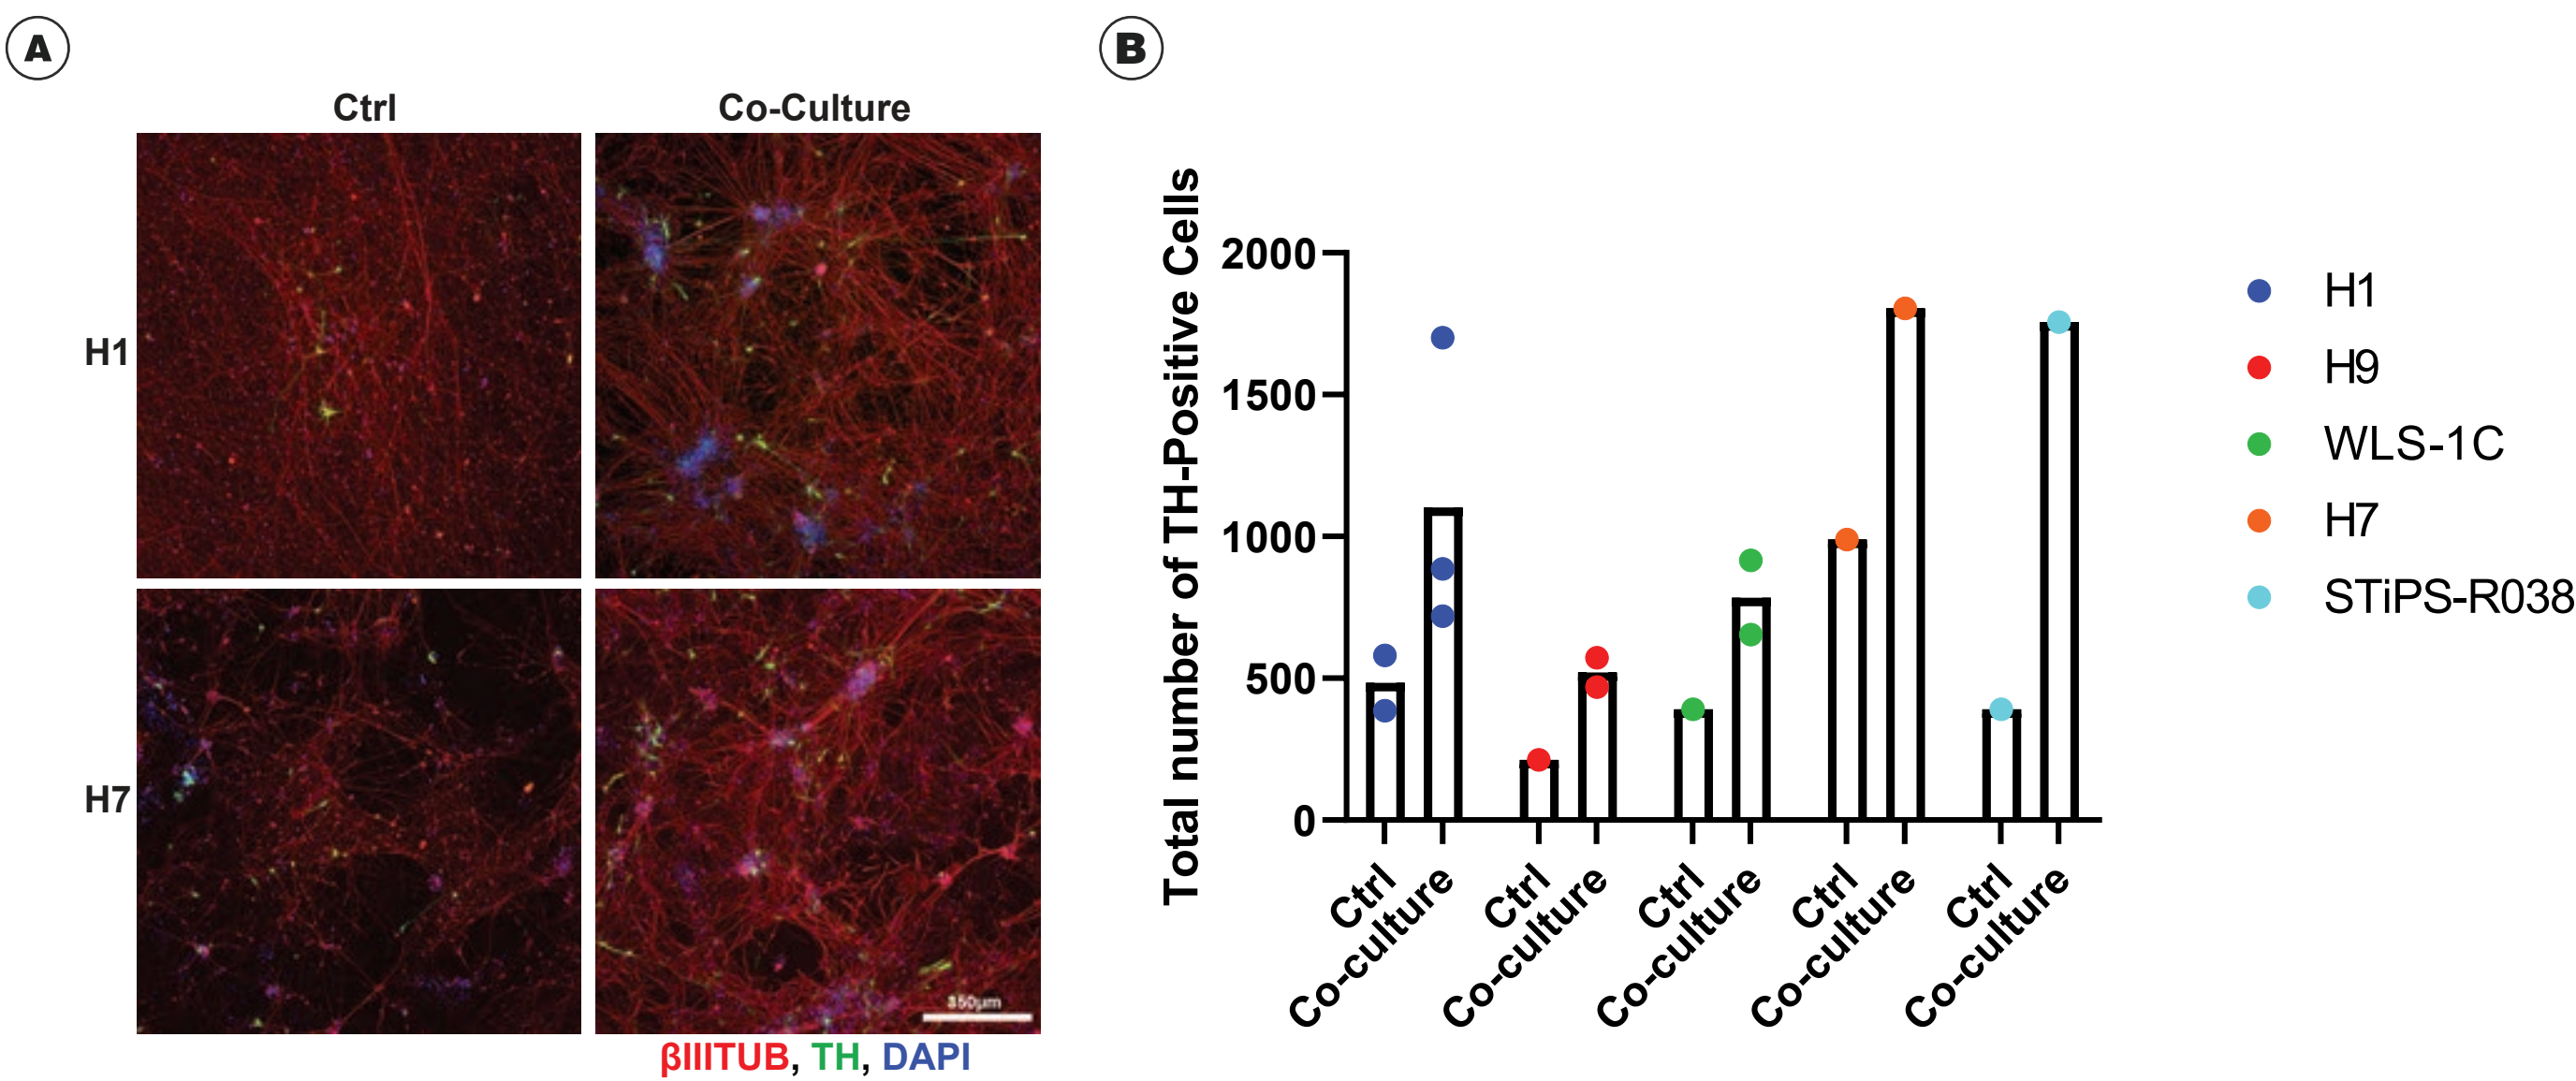 A
B
Ctrl
Co-Culture
H1
H7
350µm
βIIITUB, TH, DAPI
Total number of TH-Positive Cells
2000
1500
1000
500
0
Ctrl
Co-culture
Ctrl
Co-culture
Ctrl
Co-culture
Ctrl
Co-culture
Ctrl
Co-culture
H1
H9
WLS-1C
H7
STiPS-R038